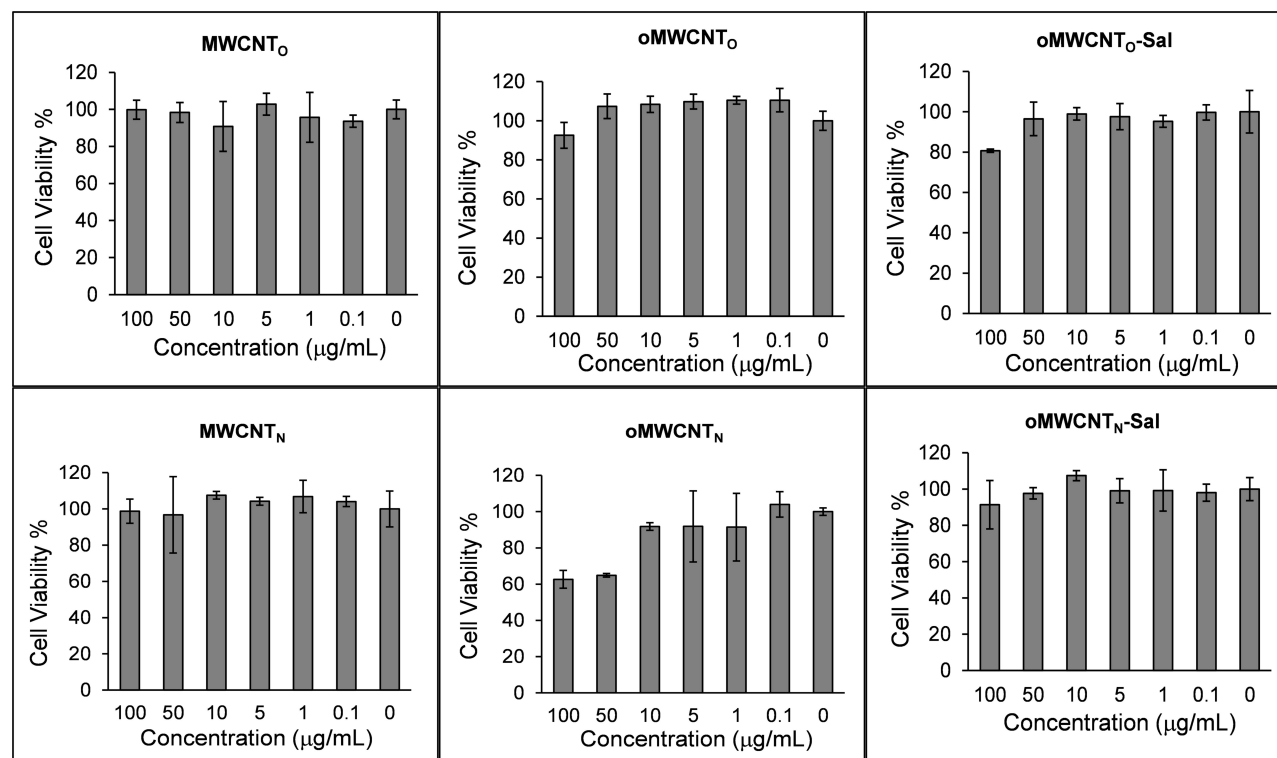 MWCNTO
120
100
80
60
40
20
0
Cell Viability %
100 50 10 5 1 0.1 0
Concentration (μg/mL)
oMWCNTO
120
100
80
60
40
20
0
Cell Viability %
100 50 10 5 1 0.1 0
Concentration (μg/mL)
oMWCNTO-Sal
120
100
80
60
40
20
0
Cell Viability %
100 50 10 5 1 0.1 0
Concentration (μg/mL)
MWCNTN
120
100
80
60
40
20
0
Cell Viability %
100 50 10 5 1 0.1 0
Concentration (μg/mL)
oMWCNTN
120
100
80
60
40
20
0
Cell Viability %
100 50 10 5 1 0.1 0
Concentration (μg/mL)
oMWCNTN-Sal
120
100
80
60
40
20
0
Cell Viability %
100 50 10 5 1 0.1 0
Concentration (μg/mL)